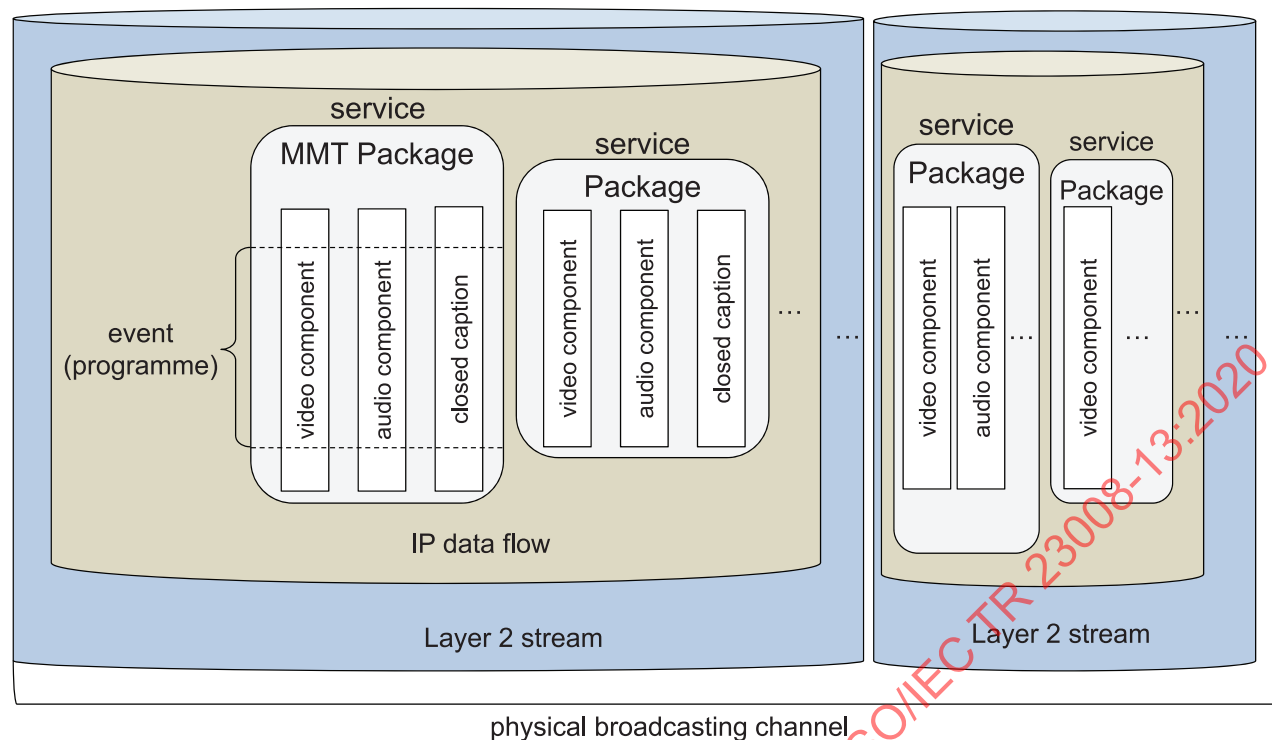 service
MMT Package
video component
audio component
closed caption
event
(programme)
service
Package
video component
audio component
closed caption
...
...
IP data flow
Layer 2 stream
service
Package
video component
audio component
...
service
Package
video component
...
...
...
Layer 2 stream
physical broadcasting channel
CO/IEC TR 23008-13:2020